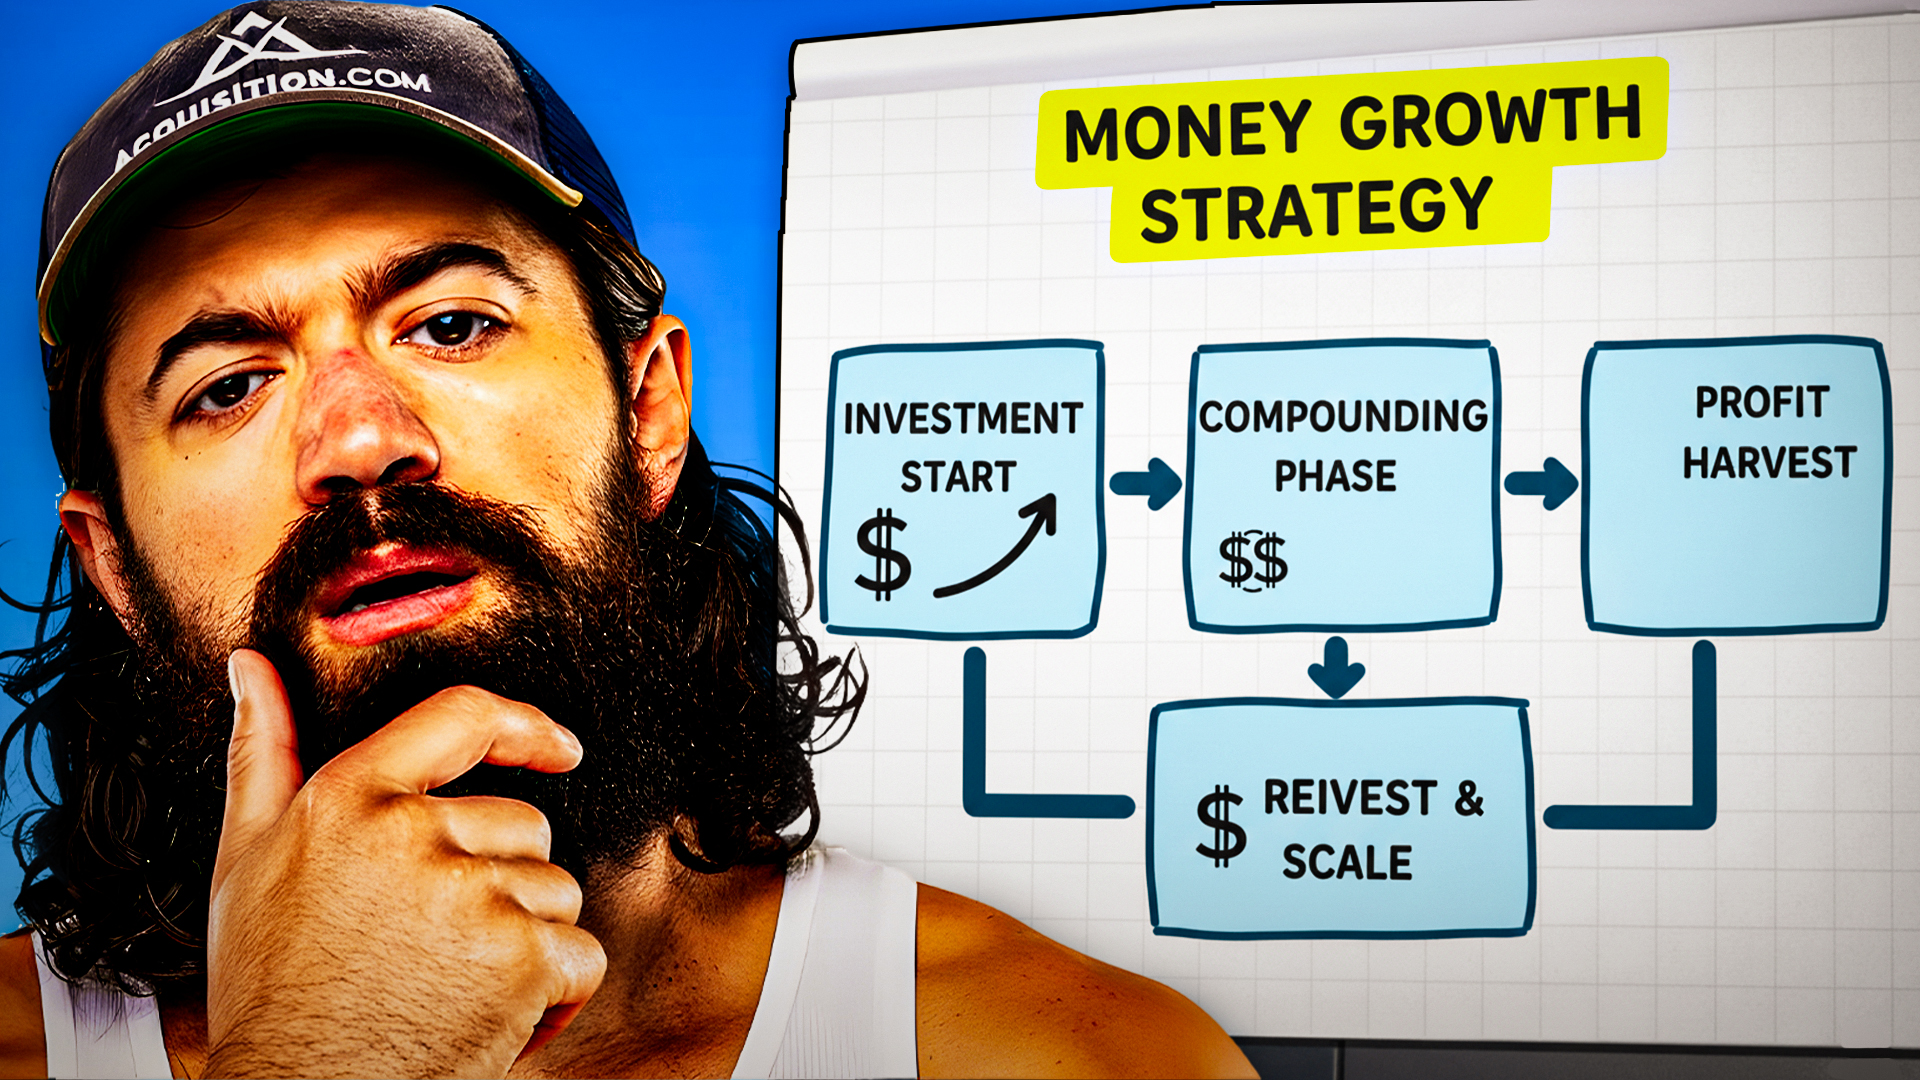 ACQUISITION.COM
MONEY GROWTH
STRATEGY
INVESTMENT
START
$
COMPOUNDING
PHASE
$$
PROFIT
HARVEST
$ REIVEST &
SCALE